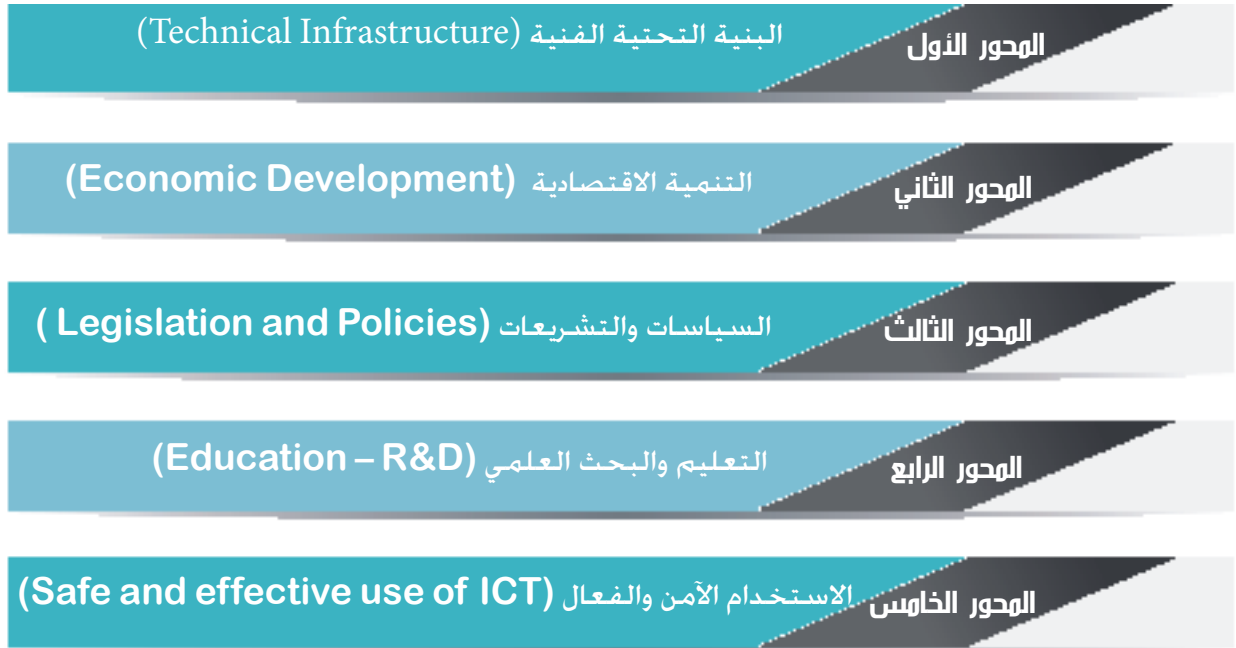 المحور الأول
البنية التحتية الفنية (Technical Infrastructure)
المحور الثاني
التنمية الاقتصادية (Economic Development)
المحور الثالث
السياسات والتشريعات (Legislation and Policies )
المحور الرابع
التعليم والبحث العلمي (Education – R&D)
المحور الخامس
الاستخدام الآمن والفعال (Safe and effective use of ICT)